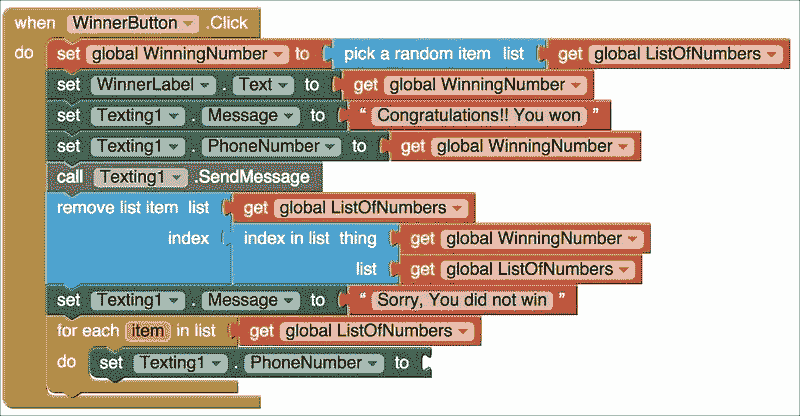 when WinnerButton .Click
do set global WinningNumber to pick a random item list get global ListOfNumbers
set WinnerLabel . Text to get global WinningNumber
set Texting1 . Message to “ Congratulations!! You won ”
set Texting1 . PhoneNumber to get global WinningNumber
call Texting1 .SendMessage
remove list item list get global ListOfNumbers
index index in list thing get global WinningNumber
list get global ListOfNumbers
set Texting1 . Message to “ Sorry, You did not win ”
for each item in list get global ListOfNumbers
do set Texting1 . PhoneNumber to